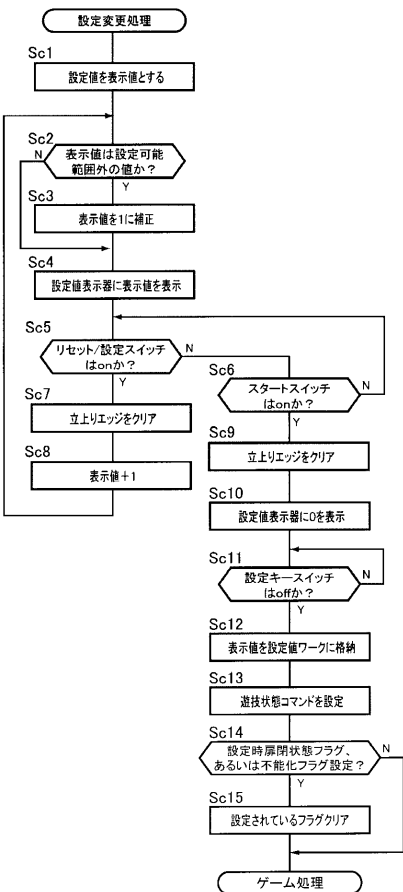 設定変更処理
Sc1
設定値を表示値とする
Sc2
N
表示値は設定可能
範囲外の値か？
Y
Sc3
表示値を1に補正
Sc4
設定値表示器に表示値を表示
Sc5
リセット/設定スイッチ
はonか？
N
Y
Sc6
スタートスイッチ
はonか？
N
Y
Sc7
立上りエッジをクリア
Sc8
表示値＋1
Sc9
立上りエッジをクリア
Sc10
設定値表示器に0を表示
Sc11
設定キースイッチ
はoffか？
N
Y
Sc12
表示値を設定値ワークに格納
Sc13
遊技状態コマンドを設定
Sc14
設定時扉閉状態フラグ、
あるいは不能化フラグ設定？
N
Y
Sc15
設定されているフラグクリア
ゲーム処理